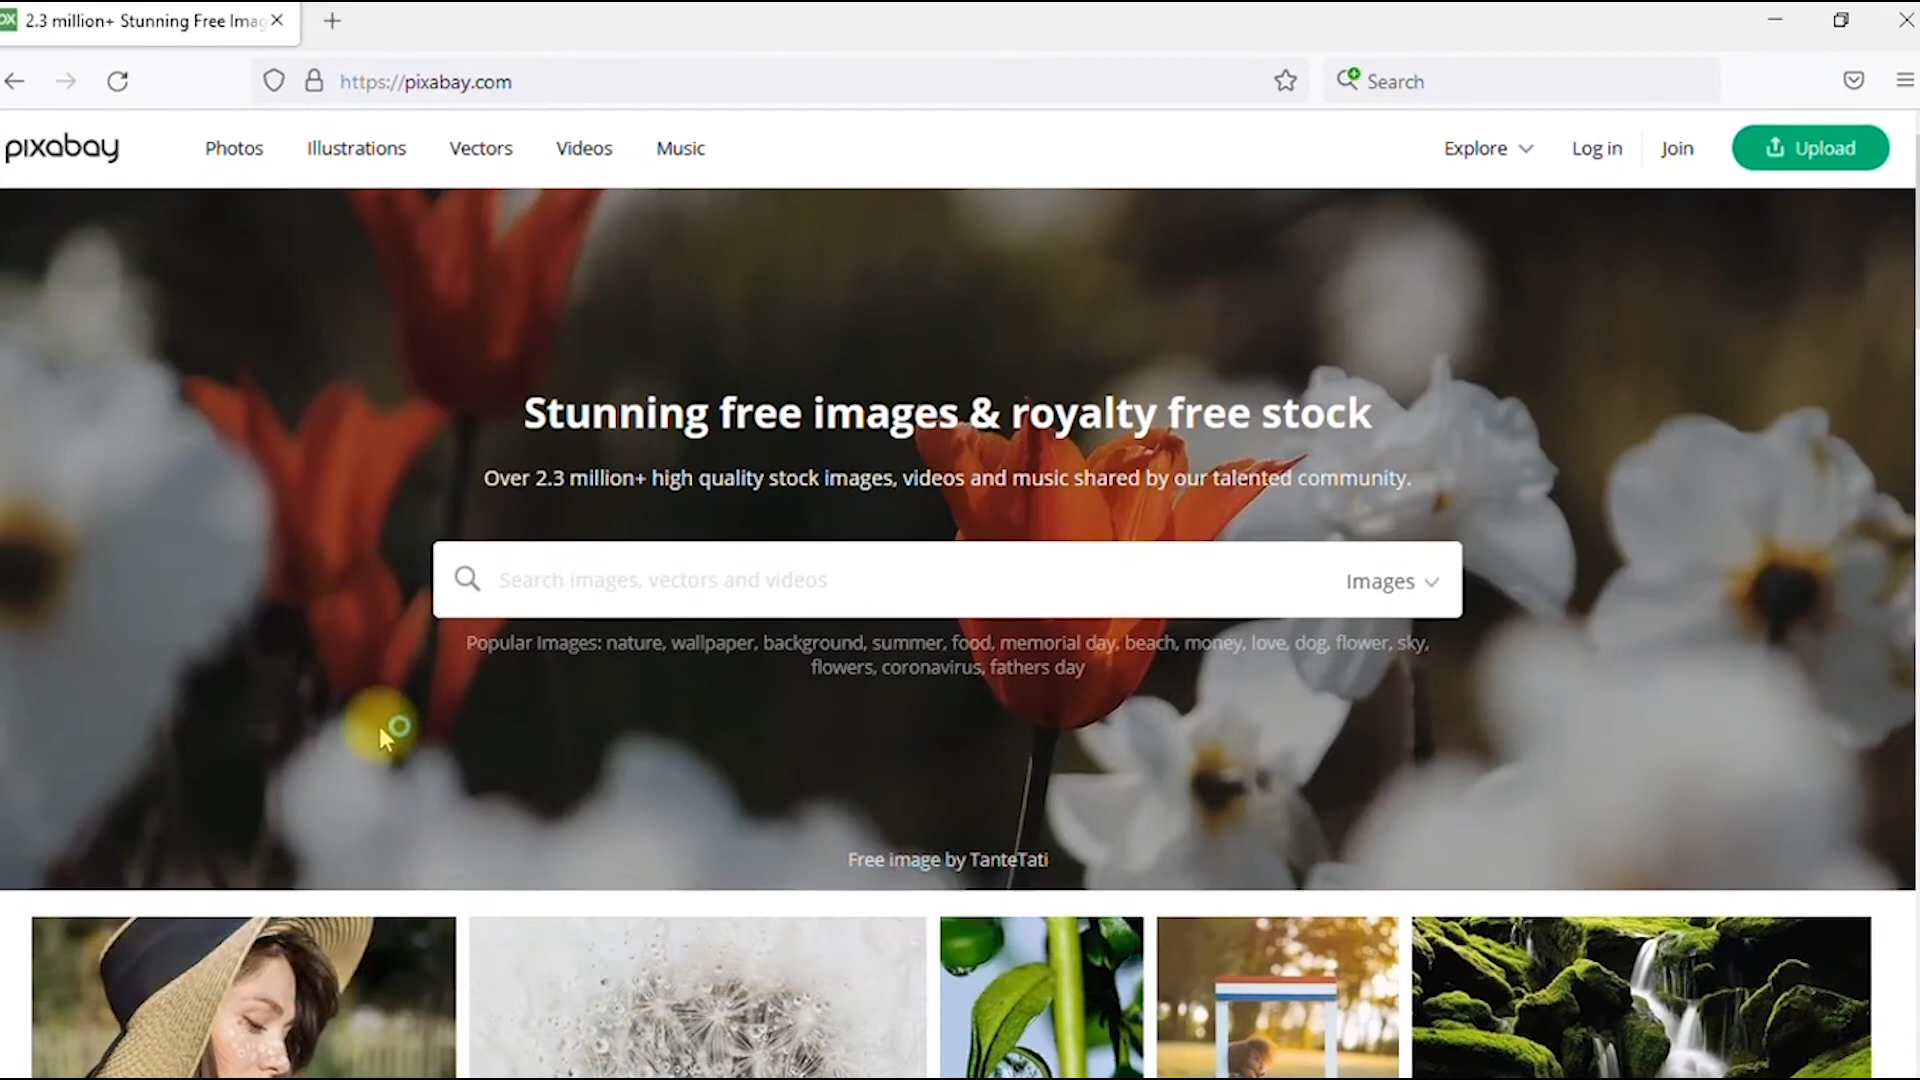 2.3 million+ Stunning Free Imag
https://pixabay.com
Search
pixabay
Photos
Illustrations
Vectors
Videos
Music
Explore
Log in
Join
Upload
Stunning free images & royalty free stock
Over 2.3 million+ high quality stock images, videos and music shared by our talented community.
Search images, vectors and videos
Images
Popular Images: nature, wallpaper, background, summer, food, memorial day, beach, money, love, dog, flower, sky,
flowers, coronavirus, fathers day
Free image by TanteTati